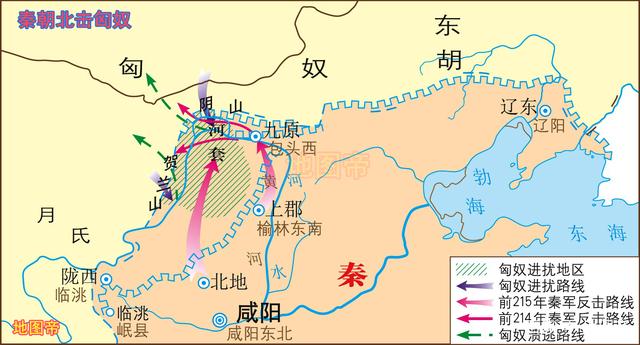 秦朝北击匈奴
匈 奴
东胡
阴山
河套
九原
包头西
辽东
辽阳
贺兰山
地图帝
黄河
渤海
上郡
榆林东南
月氏
东海
陇西
临洮
北地
河水
秦
临洮
岷县
咸阳
咸阳东北
地图帝
匈奴进扰地区
匈奴进扰路线
前215年秦军反击路线
前214年秦军反击路线
匈奴溃逃路线